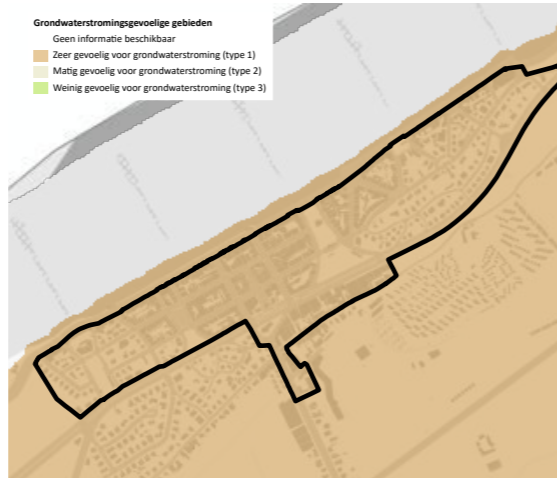 Grondwaterstromingsgevoelige gebieden
Geen informatie beschikbaar
Zeer gevoelig voor grondwaterstroming (type 1)
Matig gevoelig voor grondwaterstroming (type 2)
Weinig gevoelig voor grondwaterstroming (type 3)